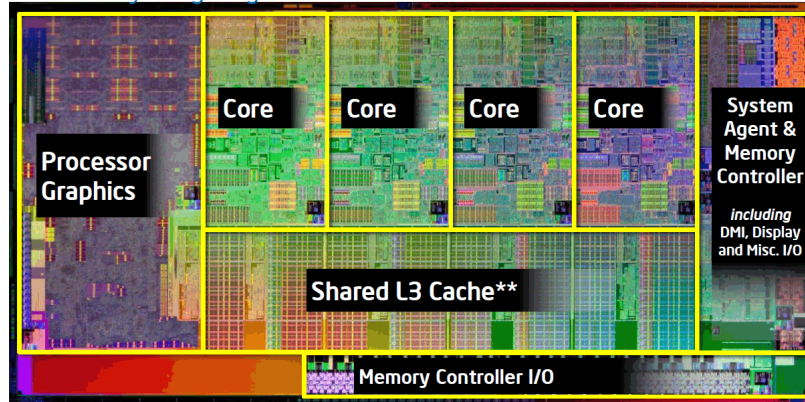 Processor
Graphics
Core
Core
Core
Core
System
Agent &
Memory
Controller
including
DMI, Display
and Misc. I/O
Shared L3 Cache**
Memory Controller I/O